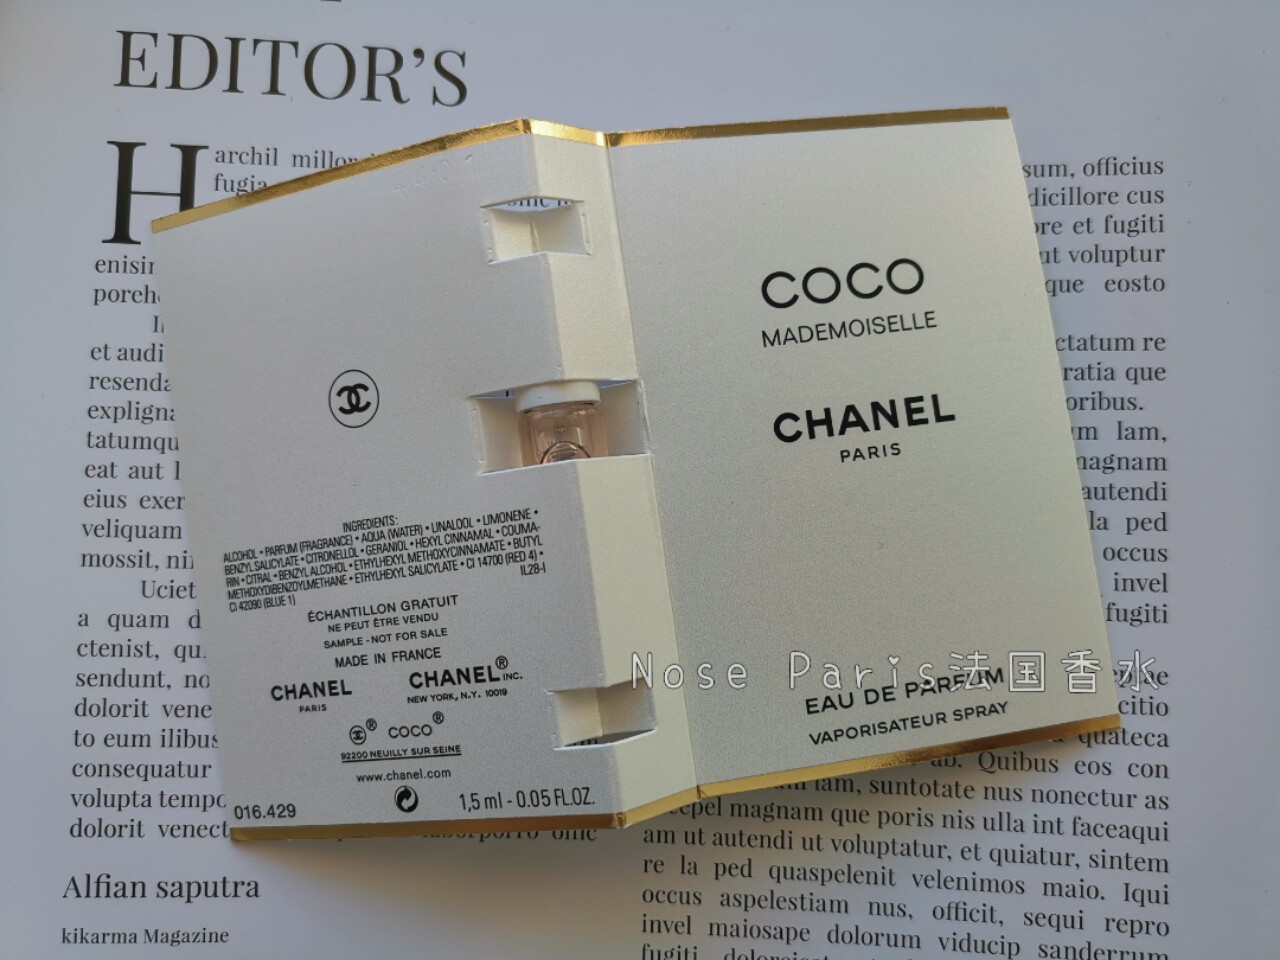 EDITOR’S
Harchil millor
fugia
enisin
porch
et audi
resenda
explign
tatumqu
eat aut
eius exer
veliquam
mossit, ni
Uciet
a quam d
ctenist, qu
sendunt, no
dolorit vene
to eum ilibus
consequatur
volupta tempo
dolorit venect
Alfian saputra
kikarma Magazine
INGREDIENTS:
ALCOHOL • PARFUM (FRAGRANCE) • AQUA (WATER) • LINALOOL • LIMONENE •
BENZYL SALICYLATE • CITRONELLOL • GERANIOL • HEXYL CINNAMAL • COUMA-
RIN • CITRAL • BENZYL ALCOHOL • ETHYLHEXYL METHOXYCINNAMATE • BUTYL
METHOXYDIBENZOYLMETHANE • ETHYLHEXYL SALICYLATE • CI 14700 (RED 4) •
CI 42090 (BLUE 1) IL28-I
ÉCHANTILLON GRATUIT
NE PEUT ÊTRE VENDU
SAMPLE - NOT FOR SALE
MADE IN FRANCE
CHANEL CHANEL® INC.
PARIS NEW YORK, N.Y. 10019
® COCO®
92200 NEUILLY SUR SEINE
www.chanel.com
016.429 1,5 ml - 0.05 FL.OZ.
COCO
MADEMOISELLE
CHANEL
PARIS
Nose Paris法国香水
EAU DE PARFUM
VAPORISATEUR SPRAY
sum, officius
dicillore cus
ore et fugiti
ut voluptur
que eosto
ctatum re
ratia que
oribus.
m lam,
magnam
autendi
la ped
occus
invel
fugiti
citio
quateca
ab. Quibus eos con
lam, suntotate nus nonectur as
cepel magnam que poris nis ulla int faceaqui
am ut autendi ut voluptatur, et quiatur, sintem
re la ped quaspelenit velenimos maio. Iqui
occus aspelestiam nus, officit, sequi repro
invel maiosape dolorum viducip sanderrum
fugiti